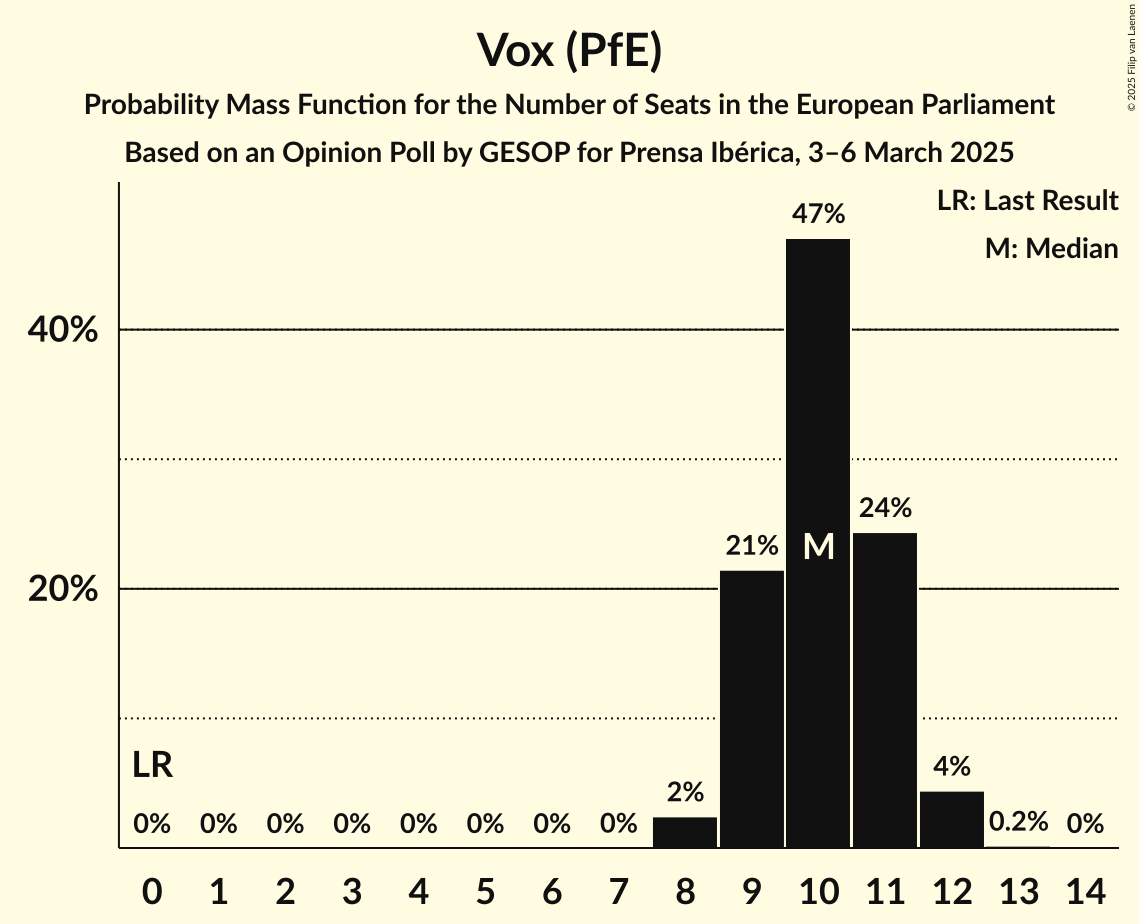 Vox (PfE)
Probability Mass Function for the Number of Seats in the European Parliament
Based on an Opinion Poll by GESOP for Prensa Ibérica, 3–6 March 2025
© 2025 Filip van Laenen
LR: Last Result
M: Median
47%
40%
24%
21%
M
20%
LR
4%
2%
0% 0% 0% 0% 0% 0% 0% 0% 0.2% 0%
0 1 2 3 4 5 6 7 8 9 10 11 12 13 14